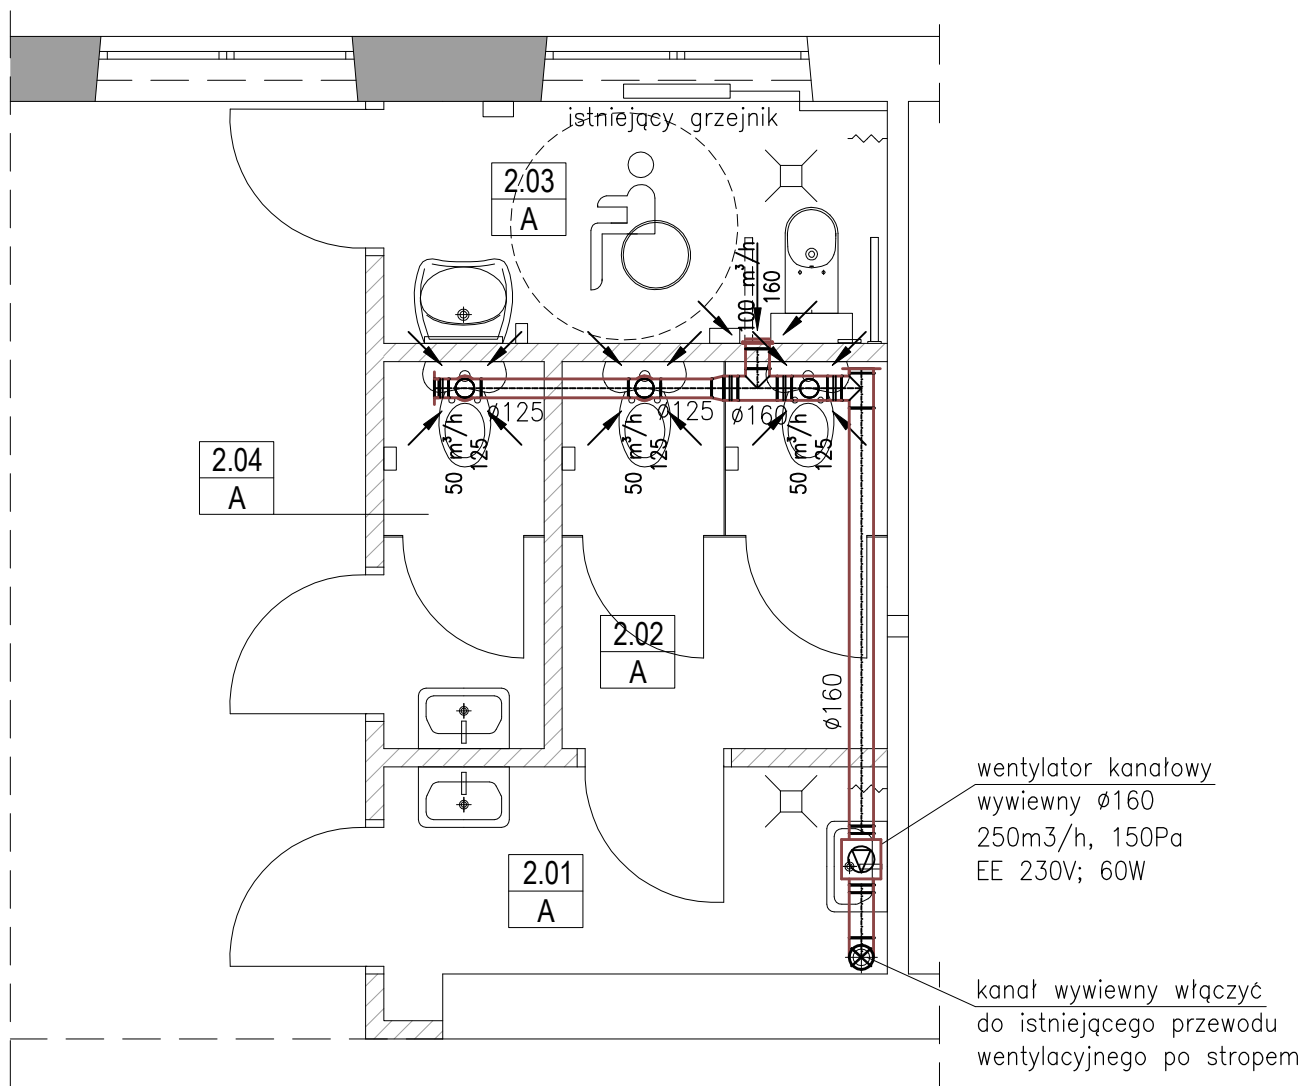 istniejący grzejnik
2.03
A
100 m³/h
160
ø125
ø125
ø160
50 m³/h
125
50 m³/h
125
50 m³/h
125
2.04
A
2.02
A
ø160
wentylator kanałowy
wywiewny ø160
250m3/h, 150Pa
EE 230V; 60W
2.01
A
kanał wywiewny włączyć
do istniejącego przewodu
wentylacyjnego po stropem